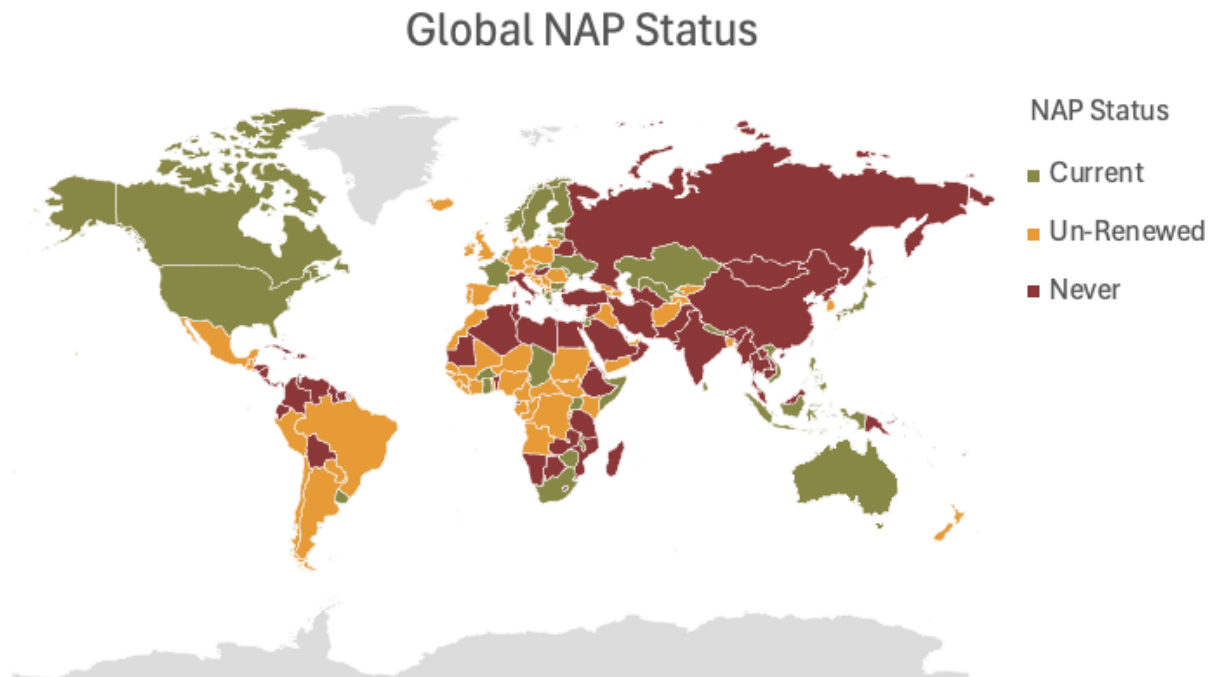 Global NAP Status
NAP Status
Current
Un-Renewed
Never